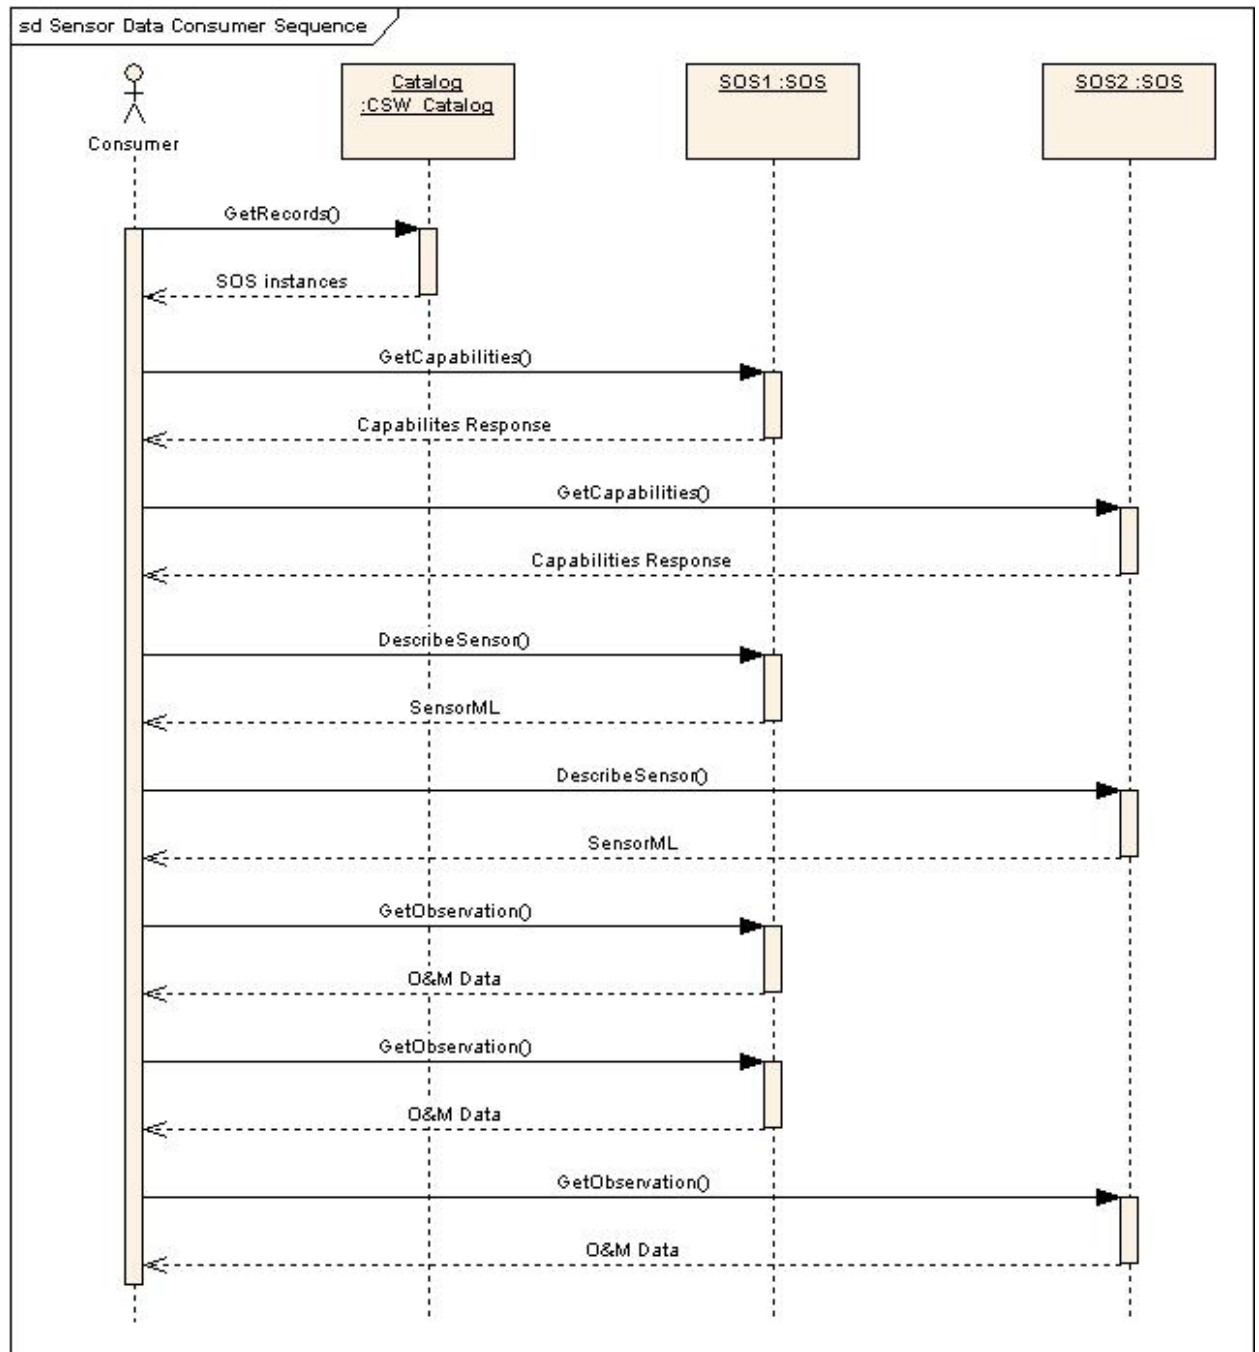 sd Sensor Data Consumer Sequence
Consumer
Catalog
:CSW_Catalog
SOS1 :SOS
SOS2 :SOS
GetRecords()
SOS instances
GetCapabilities()
Capabilites Response
GetCapabilities()
Capabilities Response
DescribeSensor()
SensorML
DescribeSensor()
SensorML
GetObservation()
O&M Data
GetObservation()
O&M Data
GetObservation()
O&M Data